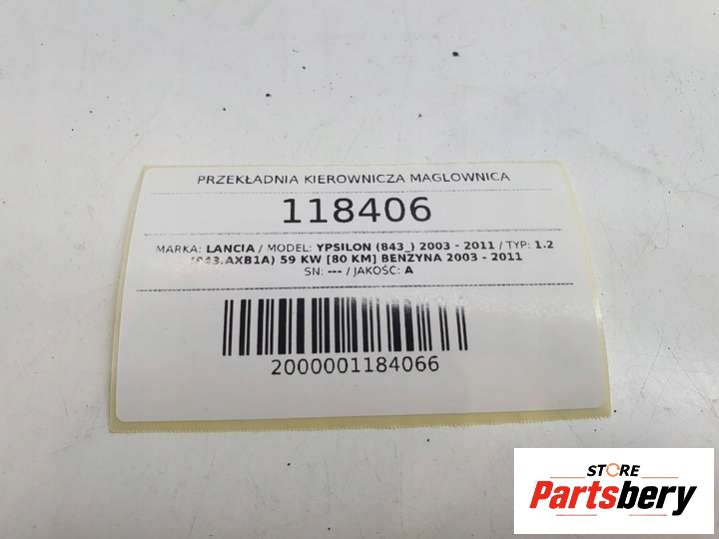 PRZEKŁADNIA KIEROWNICZA MAGLOWNICA
118406
MARKA: LANCIA / MODEL: YPSILON (843_) 2003 - 2011 / TYP: 1.2
(843.AXB1A) 59 KW [80 KM] BENZYNA 2003 - 2011
SN: --- / JAKOŚĆ: A
2000001184066
STORE
Partsbery